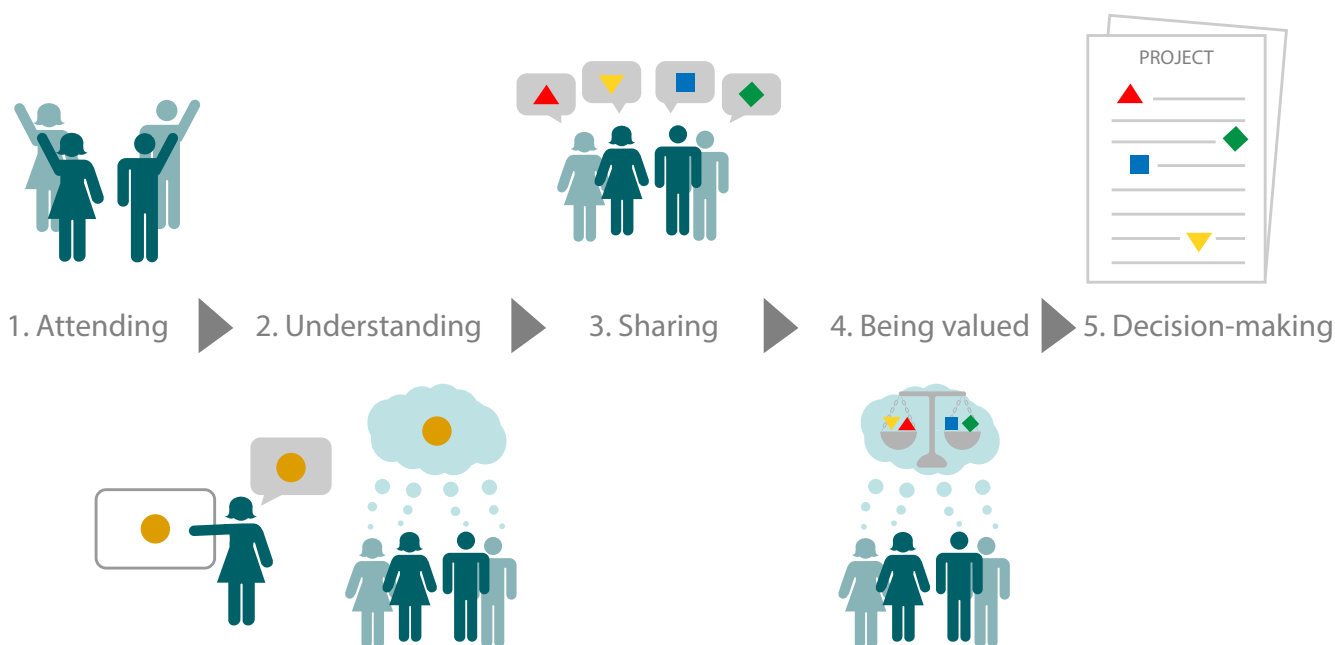 PROJECT
1. Attending
2. Understanding
3. Sharing
4. Being valued
5. Decision-making